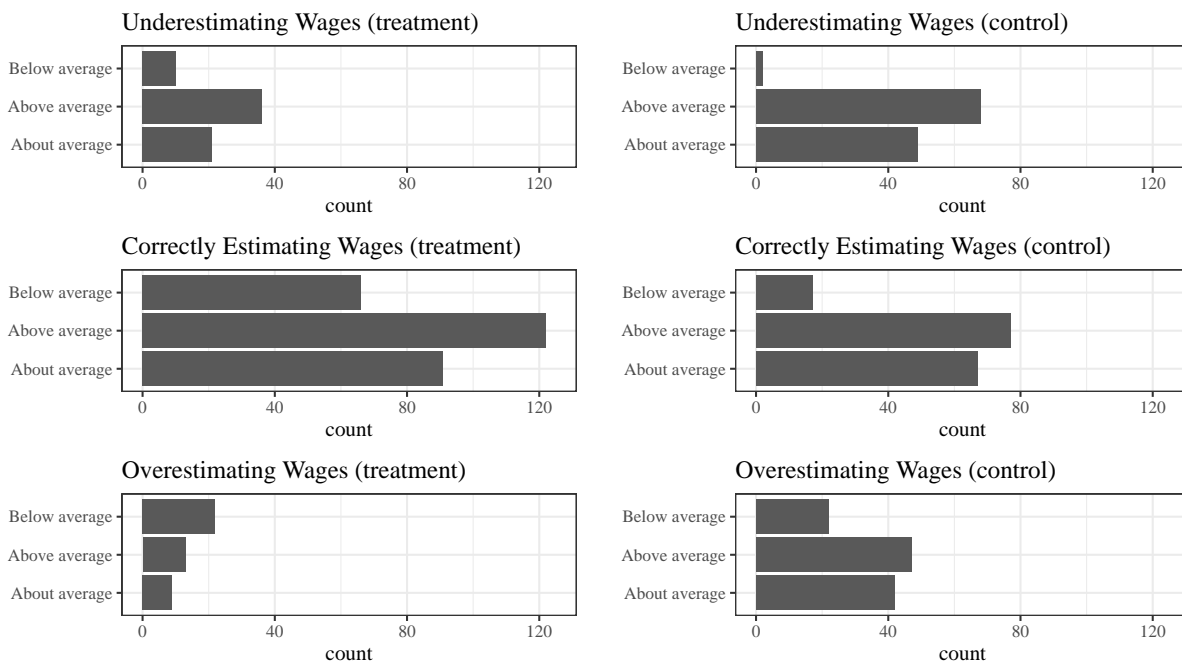 Underestimating Wages (treatment)
Below average
Above average
About average
0 40 80 120
count
Underestimating Wages (control)
Below average
Above average
About average
0 40 80 120
count
Correctly Estimating Wages (treatment)
Below average
Above average
About average
0 40 80 120
count
Correctly Estimating Wages (control)
Below average
Above average
About average
0 40 80 120
count
Overestimating Wages (treatment)
Below average
Above average
About average
0 40 80 120
count
Overestimating Wages (control)
Below average
Above average
About average
0 40 80 120
count